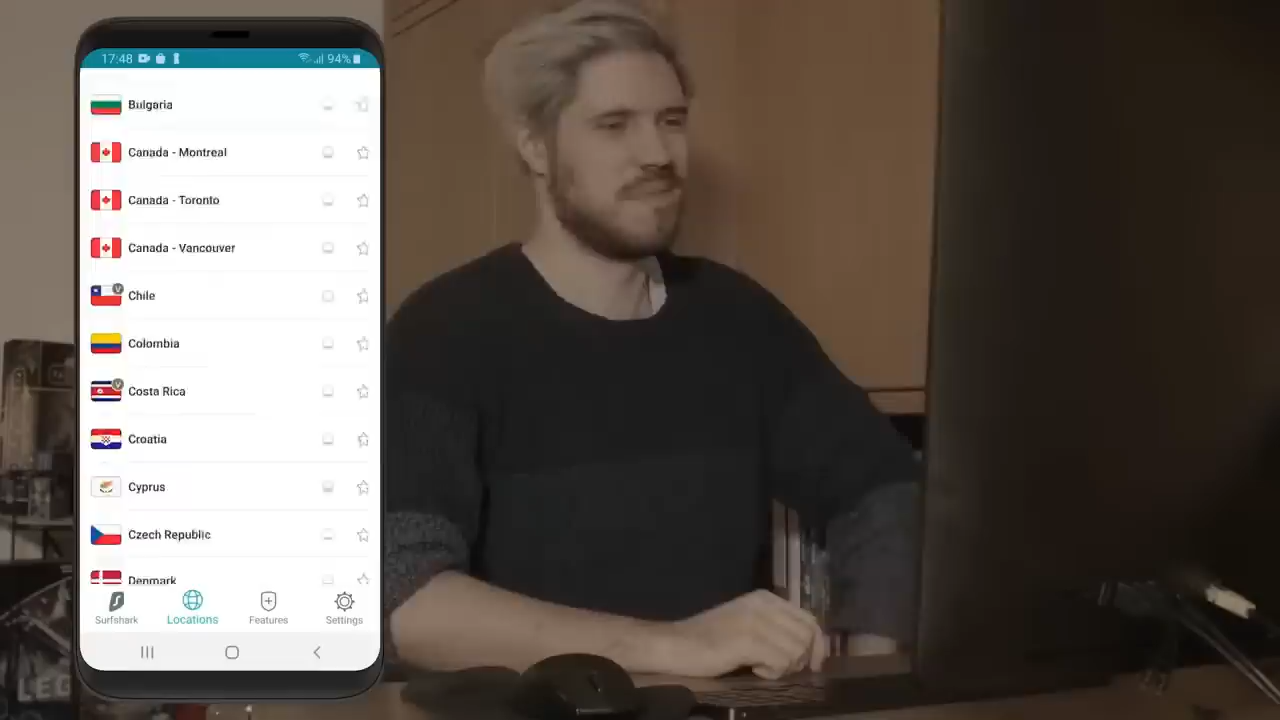 17:48
94%
Bulgaria
Canada - Montreal
Canada - Toronto
Canada - Vancouver
Chile
V
Colombia
Costa Rica
V
Croatia
Cyprus
Czech Republic
Denmark
Surfshark
Locations
Features
Settings
LEG